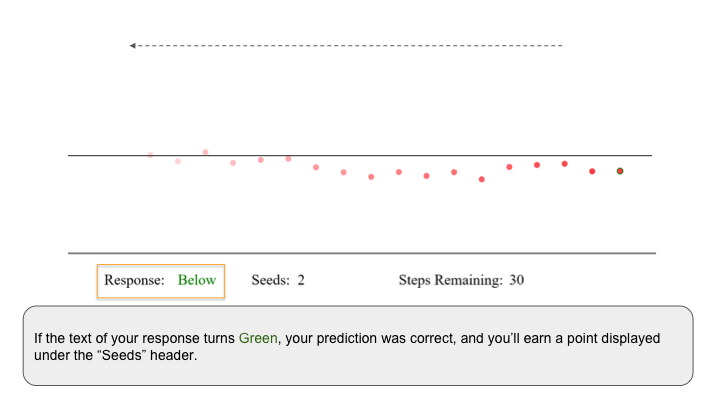 Response: Below Seeds: 2 Steps Remaining: 30
If the text of your response turns Green, your prediction was correct, and you’ll earn a point displayed
under the “Seeds” header.